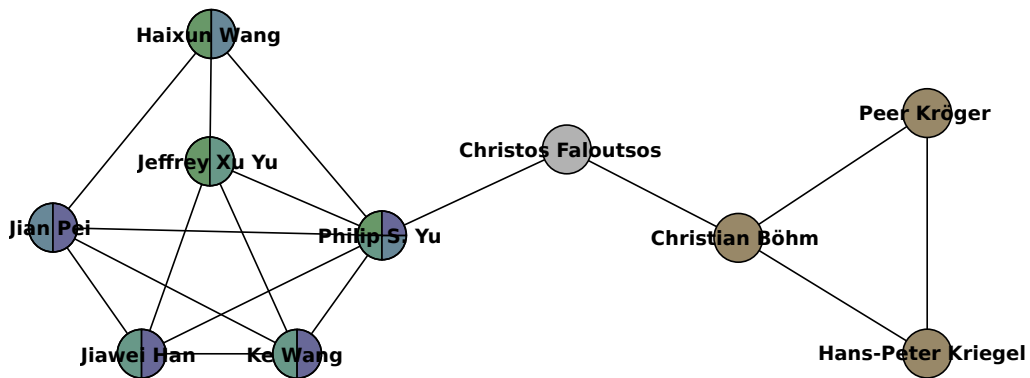 Haixun Wang
Peer Kröger
Christos Faloutsos
Jeffrey Xu Yu
Jian Pei
Philip S. Yu
Christian Böhm
Jiawei Han
Ke Wang
Hans-Peter Kriegel